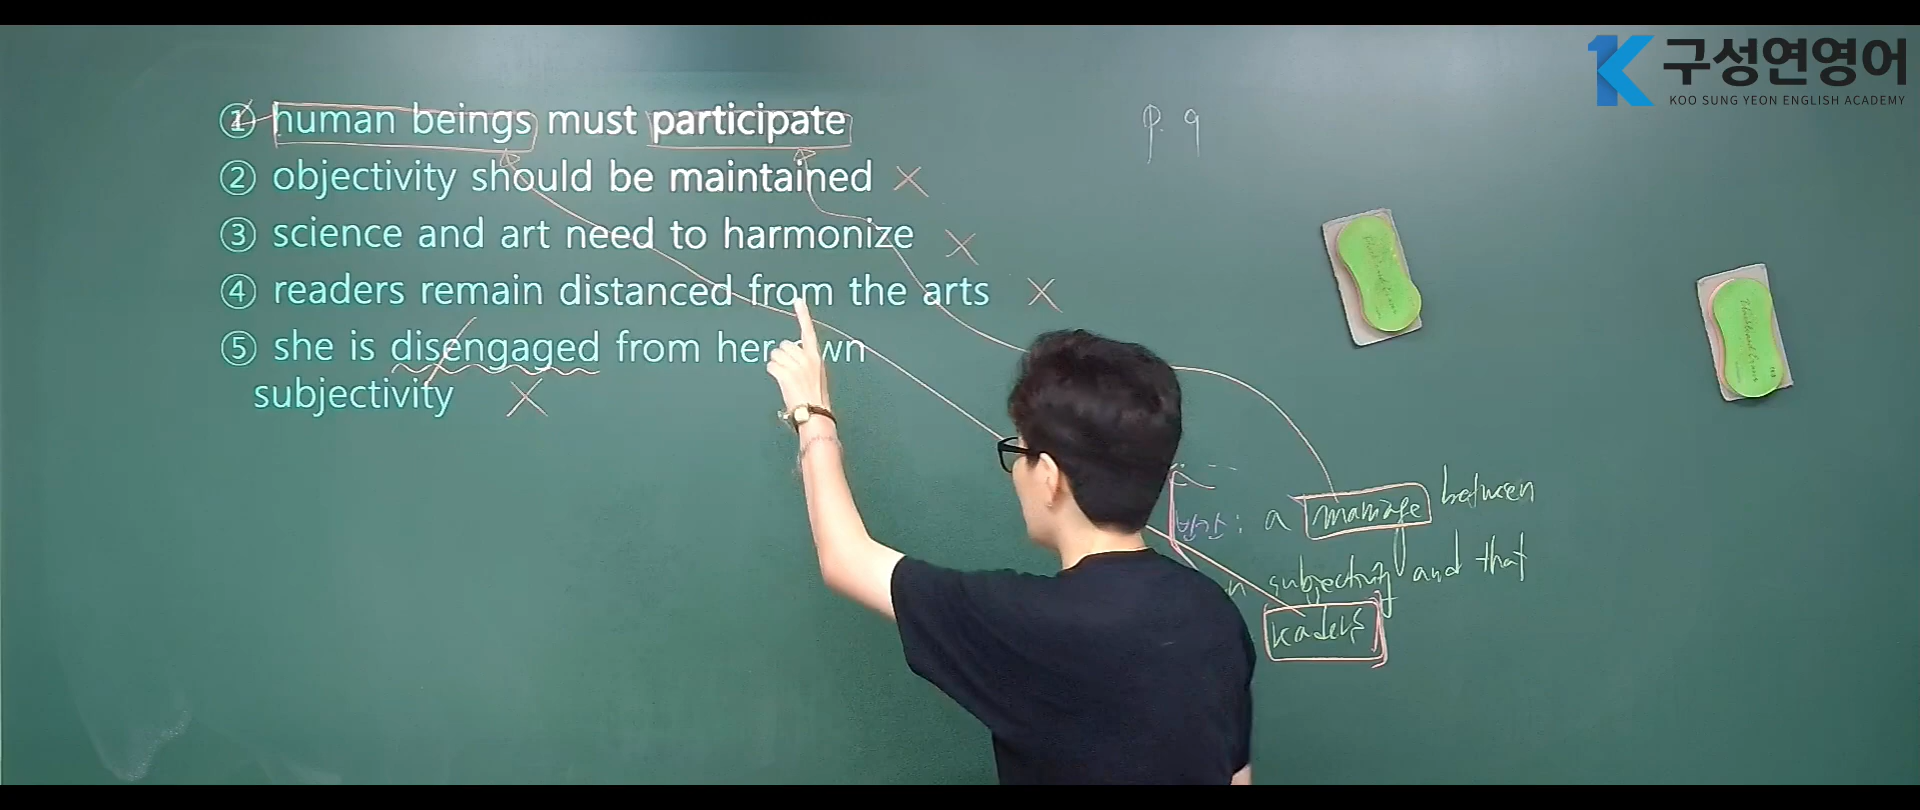 구성연영어
KOO SUNG YEON ENGLISH ACADEMY
P. 9
① human beings must participate
② objectivity should be maintained ×
③ science and art need to harmonize ×
④ readers remain distanced from the arts ×
⑤ she is disengaged from her own
subjectivity ×
: a marriage between
n subjectivity and that
readers